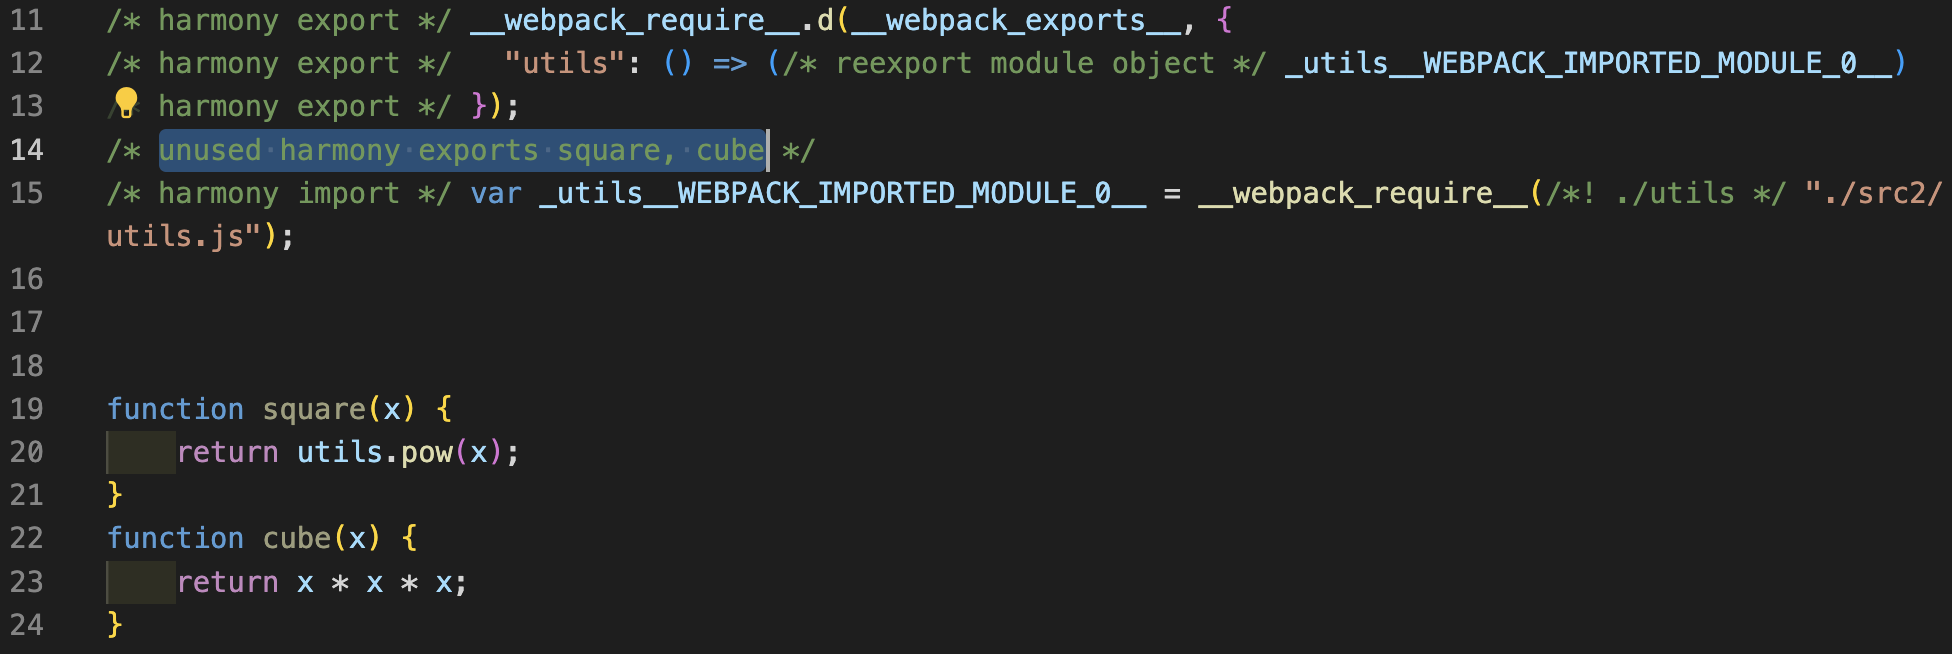 11 /* harmony export */ __webpack_require__.d(__webpack_exports__, {
12 /* harmony export */   "utils": () => (/* reexport module object */ _utils__WEBPACK_IMPORTED_MODULE_0__)
13 /* harmony export */ });
14 /* unused harmony exports square, cube */
15 /* harmony import */ var _utils__WEBPACK_IMPORTED_MODULE_0__ = __webpack_require__(/*! ./utils */ "./src2/
utils.js");
16
17
18
19 function square(x) {
20     return utils.pow(x);
21 }
22 function cube(x) {
23     return x * x * x;
24 }